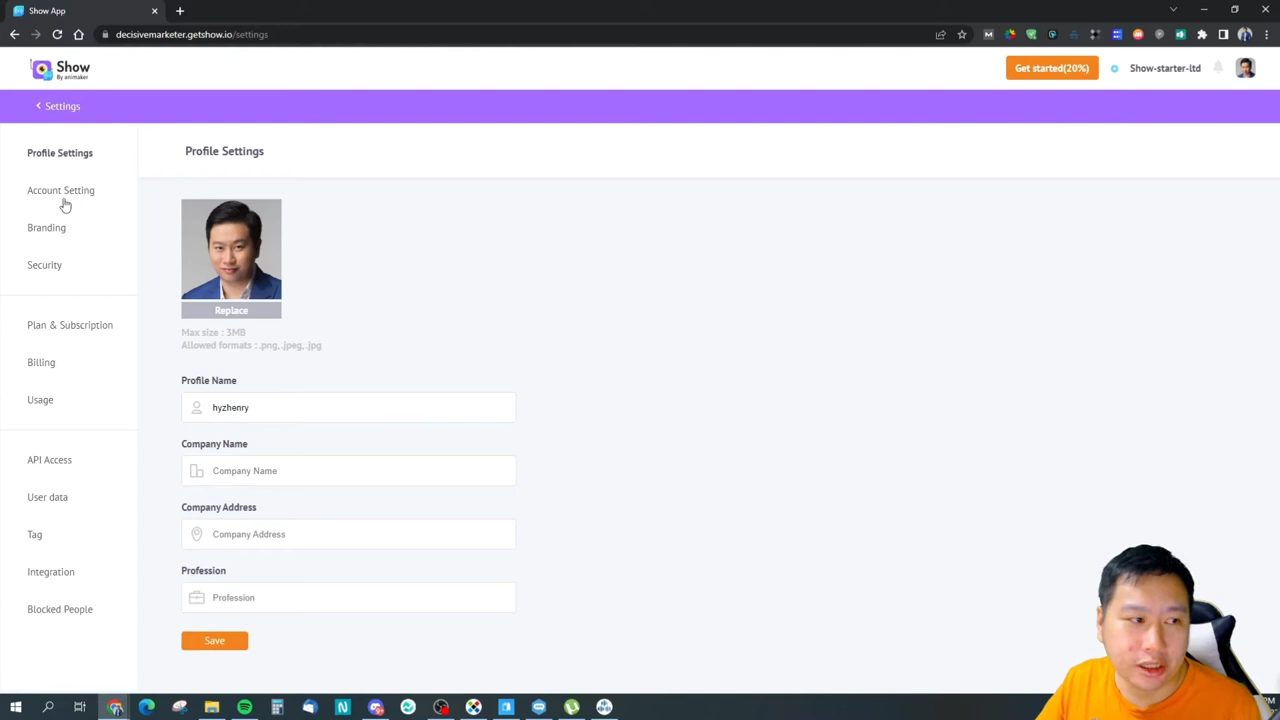 Show App
decisivemarketer.getshow.io/settings
Show
By animaker
Get started(20%)
Show-starter-ltd
Settings
Profile Settings
Account Setting
Branding
Security
Plan & Subscription
Billing
Usage
API Access
User data
Tag
Integration
Blocked People
Profile Settings
Replace
Max size : 3MB
Allowed formats : .png, .jpeg, .jpg
Profile Name
hyzhenry
Company Name
Company Name
Company Address
Company Address
Profession
Profession
Save